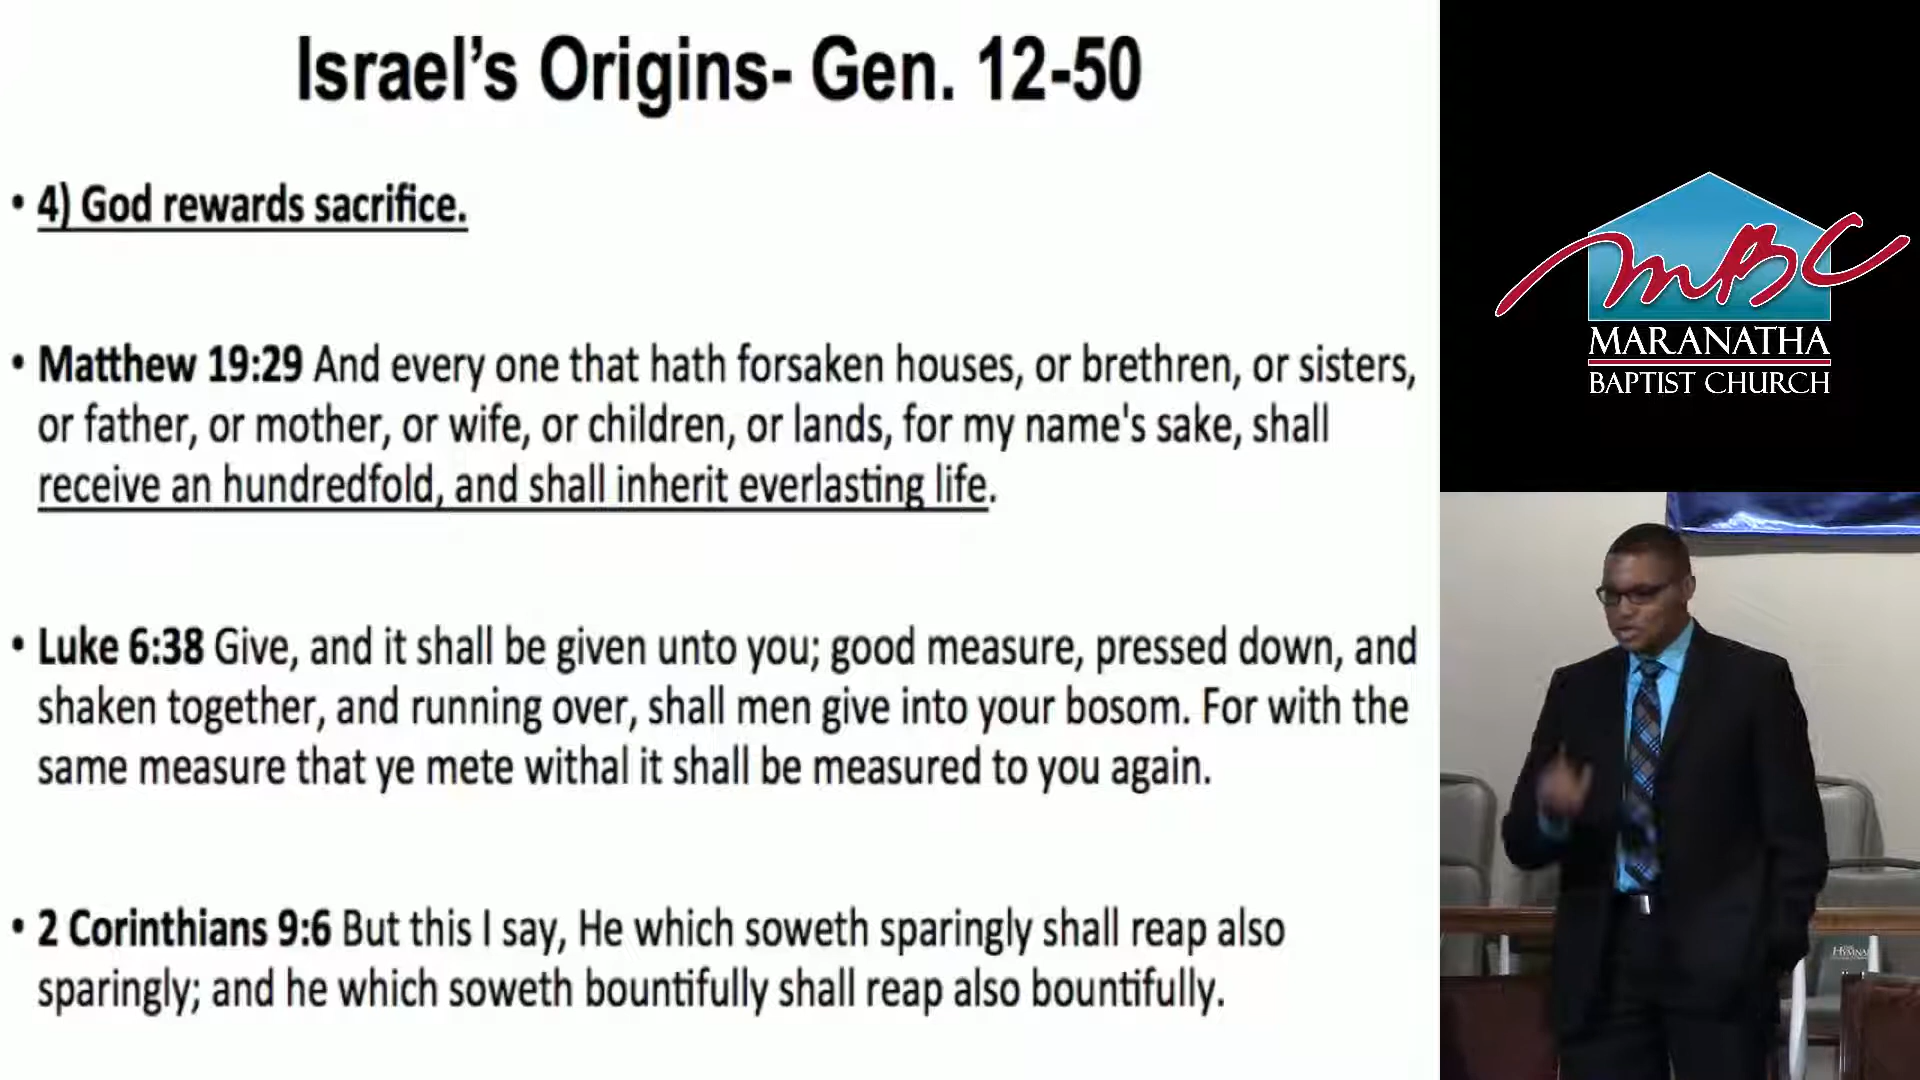 Israel's Origins- Gen. 12-50
• 4) God rewards sacrifice.
• Matthew 19:29 And every one that hath forsaken houses, or brethren, or sisters,
or father, or mother, or wife, or children, or lands, for my name's sake, shall
receive an hundredfold, and shall inherit everlasting life.
• Luke 6:38 Give, and it shall be given unto you; good measure, pressed down, and
shaken together, and running over, shall men give into your bosom. For with the
same measure that ye mete withal it shall be measured to you again.
• 2 Corinthians 9:6 But this I say, He which soweth sparingly shall reap also
sparingly; and he which soweth bountifully shall reap also bountifully.
MBC
MARANATHA
BAPTIST CHURCH